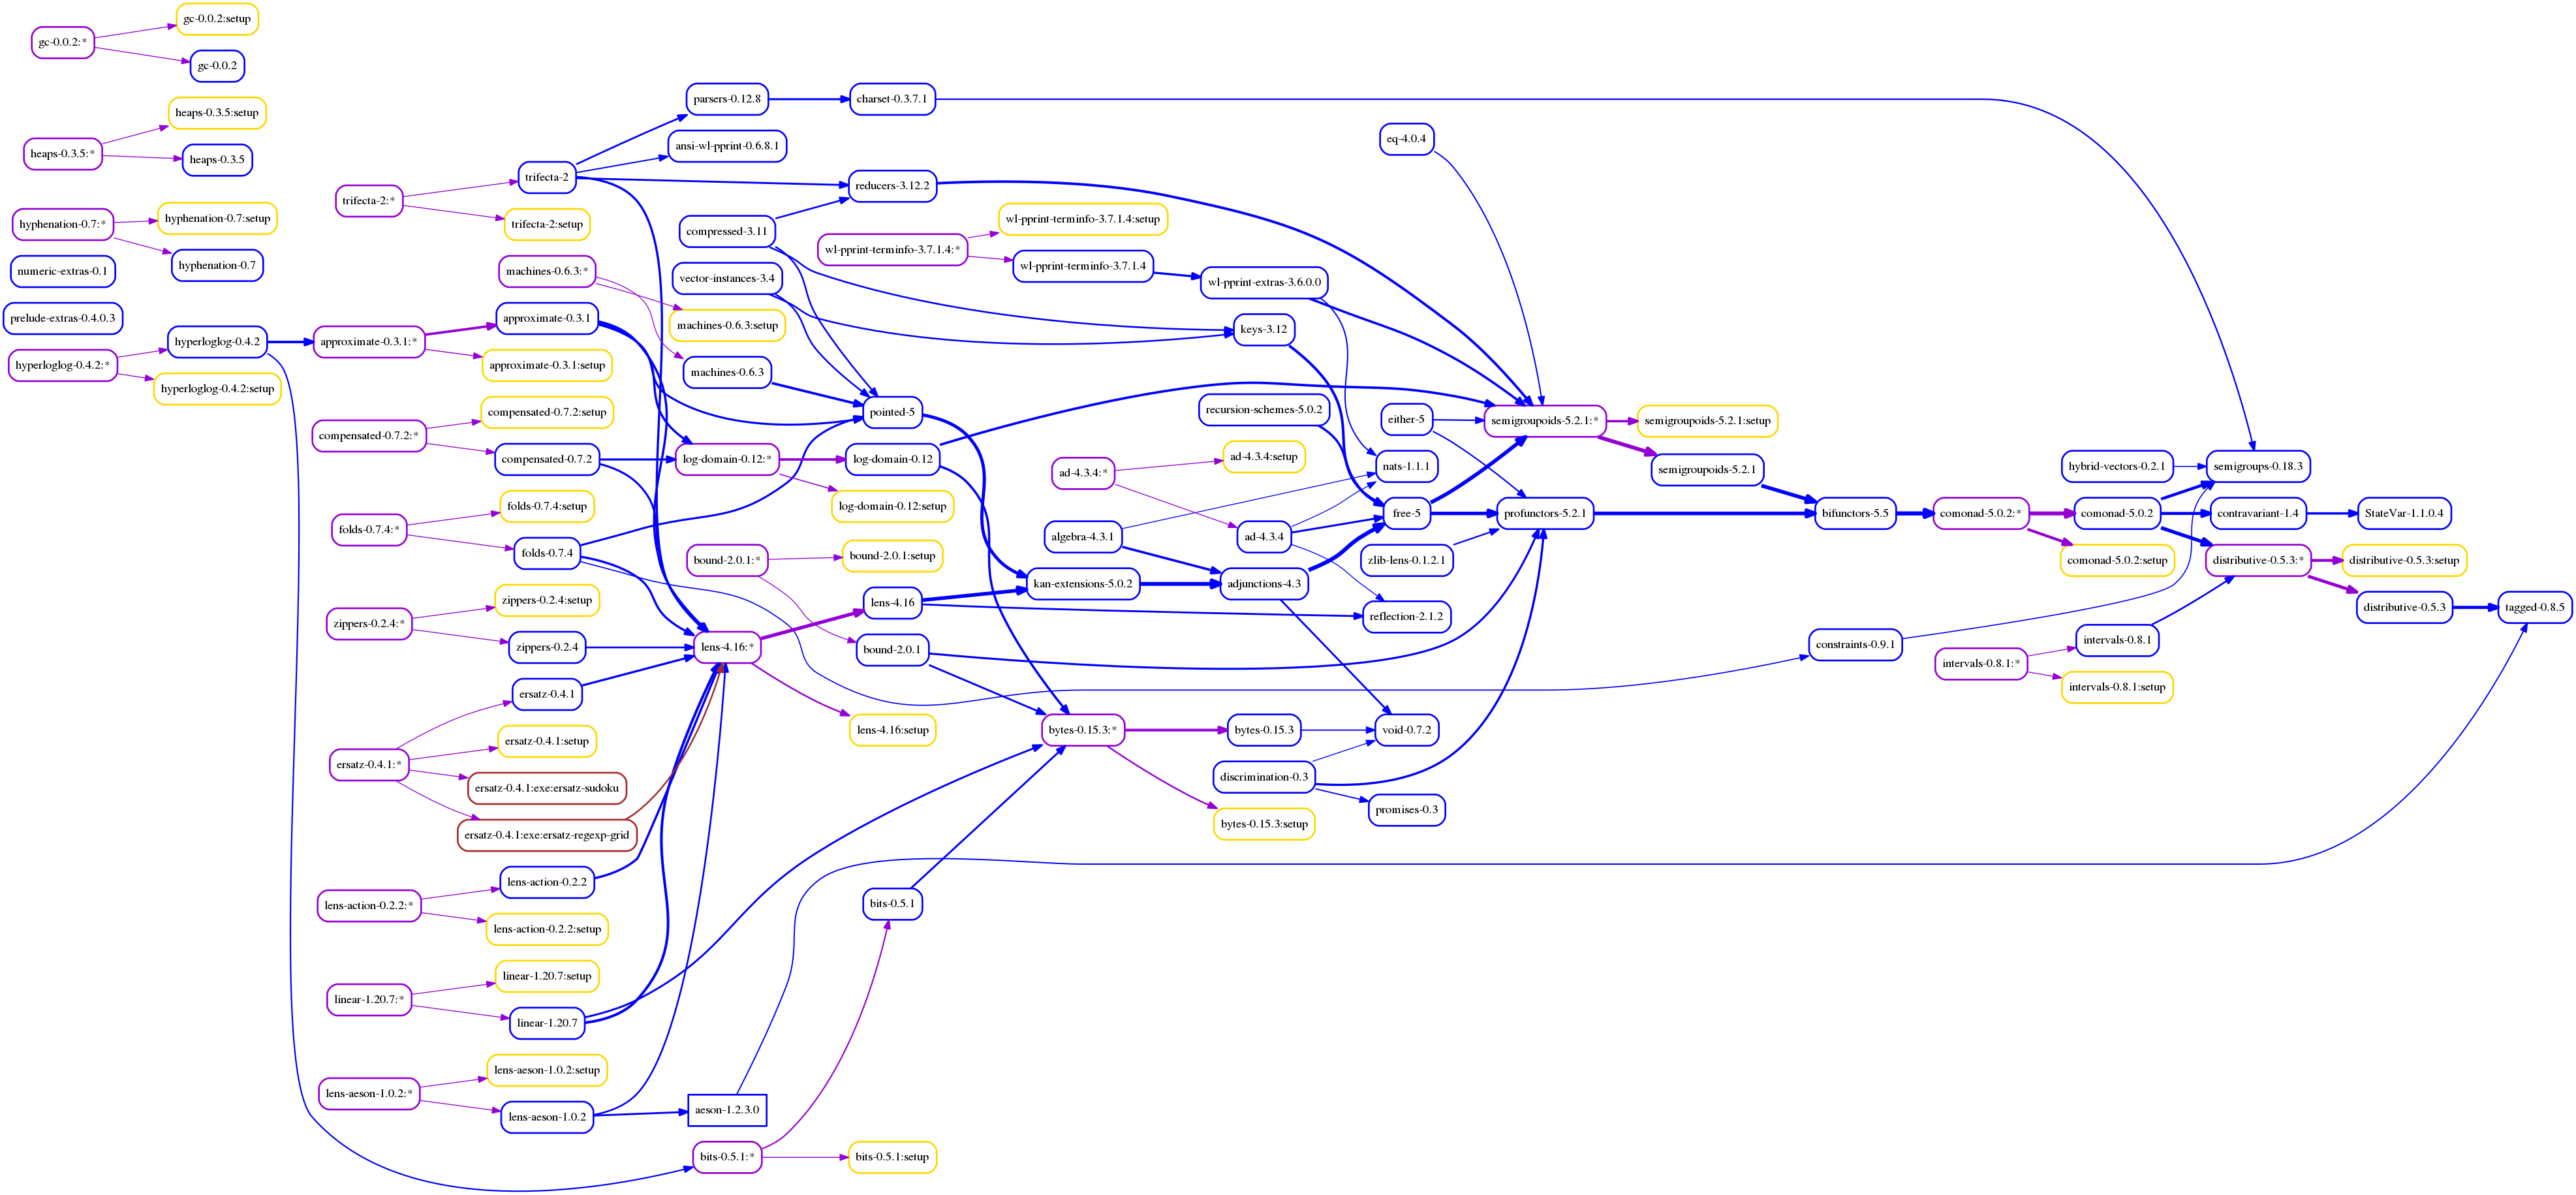 gc-0.0.2:*
gc-0.0.2:setup
gc-0.0.2
heaps-0.3.5:*
heaps-0.3.5:setup
heaps-0.3.5
hyphenation-0.7:*
hyphenation-0.7:setup
hyphenation-0.7
numeric-extras-0.1
prelude-extras-0.4.0.3
hyperloglog-0.4.2:*
hyperloglog-0.4.2
hyperloglog-0.4.2:setup
trifecta-2:*
approximate-0.3.1:*
compensated-0.7.2:*
folds-0.7.4:*
zippers-0.2.4:*
ersatz-0.4.1:*
lens-action-0.2.2:*
linear-1.20.7:*
lens-aeson-1.0.2:*
trifecta-2
trifecta-2:setup
machines-0.6.3:*
approximate-0.3.1
approximate-0.3.1:setup
compensated-0.7.2:setup
compensated-0.7.2
folds-0.7.4:setup
folds-0.7.4
zippers-0.2.4:setup
zippers-0.2.4
ersatz-0.4.1
ersatz-0.4.1:setup
ersatz-0.4.1:exe:ersatz-sudoku
ersatz-0.4.1:exe:ersatz-regexp-grid
lens-action-0.2.2
lens-action-0.2.2:setup
linear-1.20.7:setup
linear-1.20.7
lens-aeson-1.0.2:setup
lens-aeson-1.0.2
parsers-0.12.8
ansi-wl-pprint-0.6.8.1
compressed-3.11
vector-instances-3.4
machines-0.6.3:setup
machines-0.6.3
log-domain-0.12:*
bound-2.0.1:*
lens-4.16:*
aeson-1.2.3.0
bits-0.5.1:*
charset-0.3.7.1
reducers-3.12.2
wl-pprint-terminfo-3.7.1.4:*
pointed-5
log-domain-0.12
log-domain-0.12:setup
bound-2.0.1:setup
lens-4.16
bound-2.0.1
lens-4.16:setup
bits-0.5.1
bits-0.5.1:setup
wl-pprint-terminfo-3.7.1.4:setup
wl-pprint-terminfo-3.7.1.4
ad-4.3.4:*
algebra-4.3.1
kan-extensions-5.0.2
bytes-0.15.3:*
wl-pprint-extras-3.6.0.0
keys-3.12
recursion-schemes-5.0.2
ad-4.3.4:setup
ad-4.3.4
adjunctions-4.3
bytes-0.15.3
discrimination-0.3
bytes-0.15.3:setup
eq-4.0.4
either-5
nats-1.1.1
free-5
zlib-lens-0.1.2.1
reflection-2.1.2
void-0.7.2
promises-0.3
semigroupoids-5.2.1:*
profunctors-5.2.1
semigroupoids-5.2.1:setup
semigroupoids-5.2.1
bifunctors-5.5
constraints-0.9.1
comonad-5.0.2:*
intervals-0.8.1:*
hybrid-vectors-0.2.1
comonad-5.0.2
comonad-5.0.2:setup
intervals-0.8.1
intervals-0.8.1:setup
semigroups-0.18.3
contravariant-1.4
distributive-0.5.3:*
StateVar-1.1.0.4
distributive-0.5.3:setup
distributive-0.5.3
tagged-0.8.5